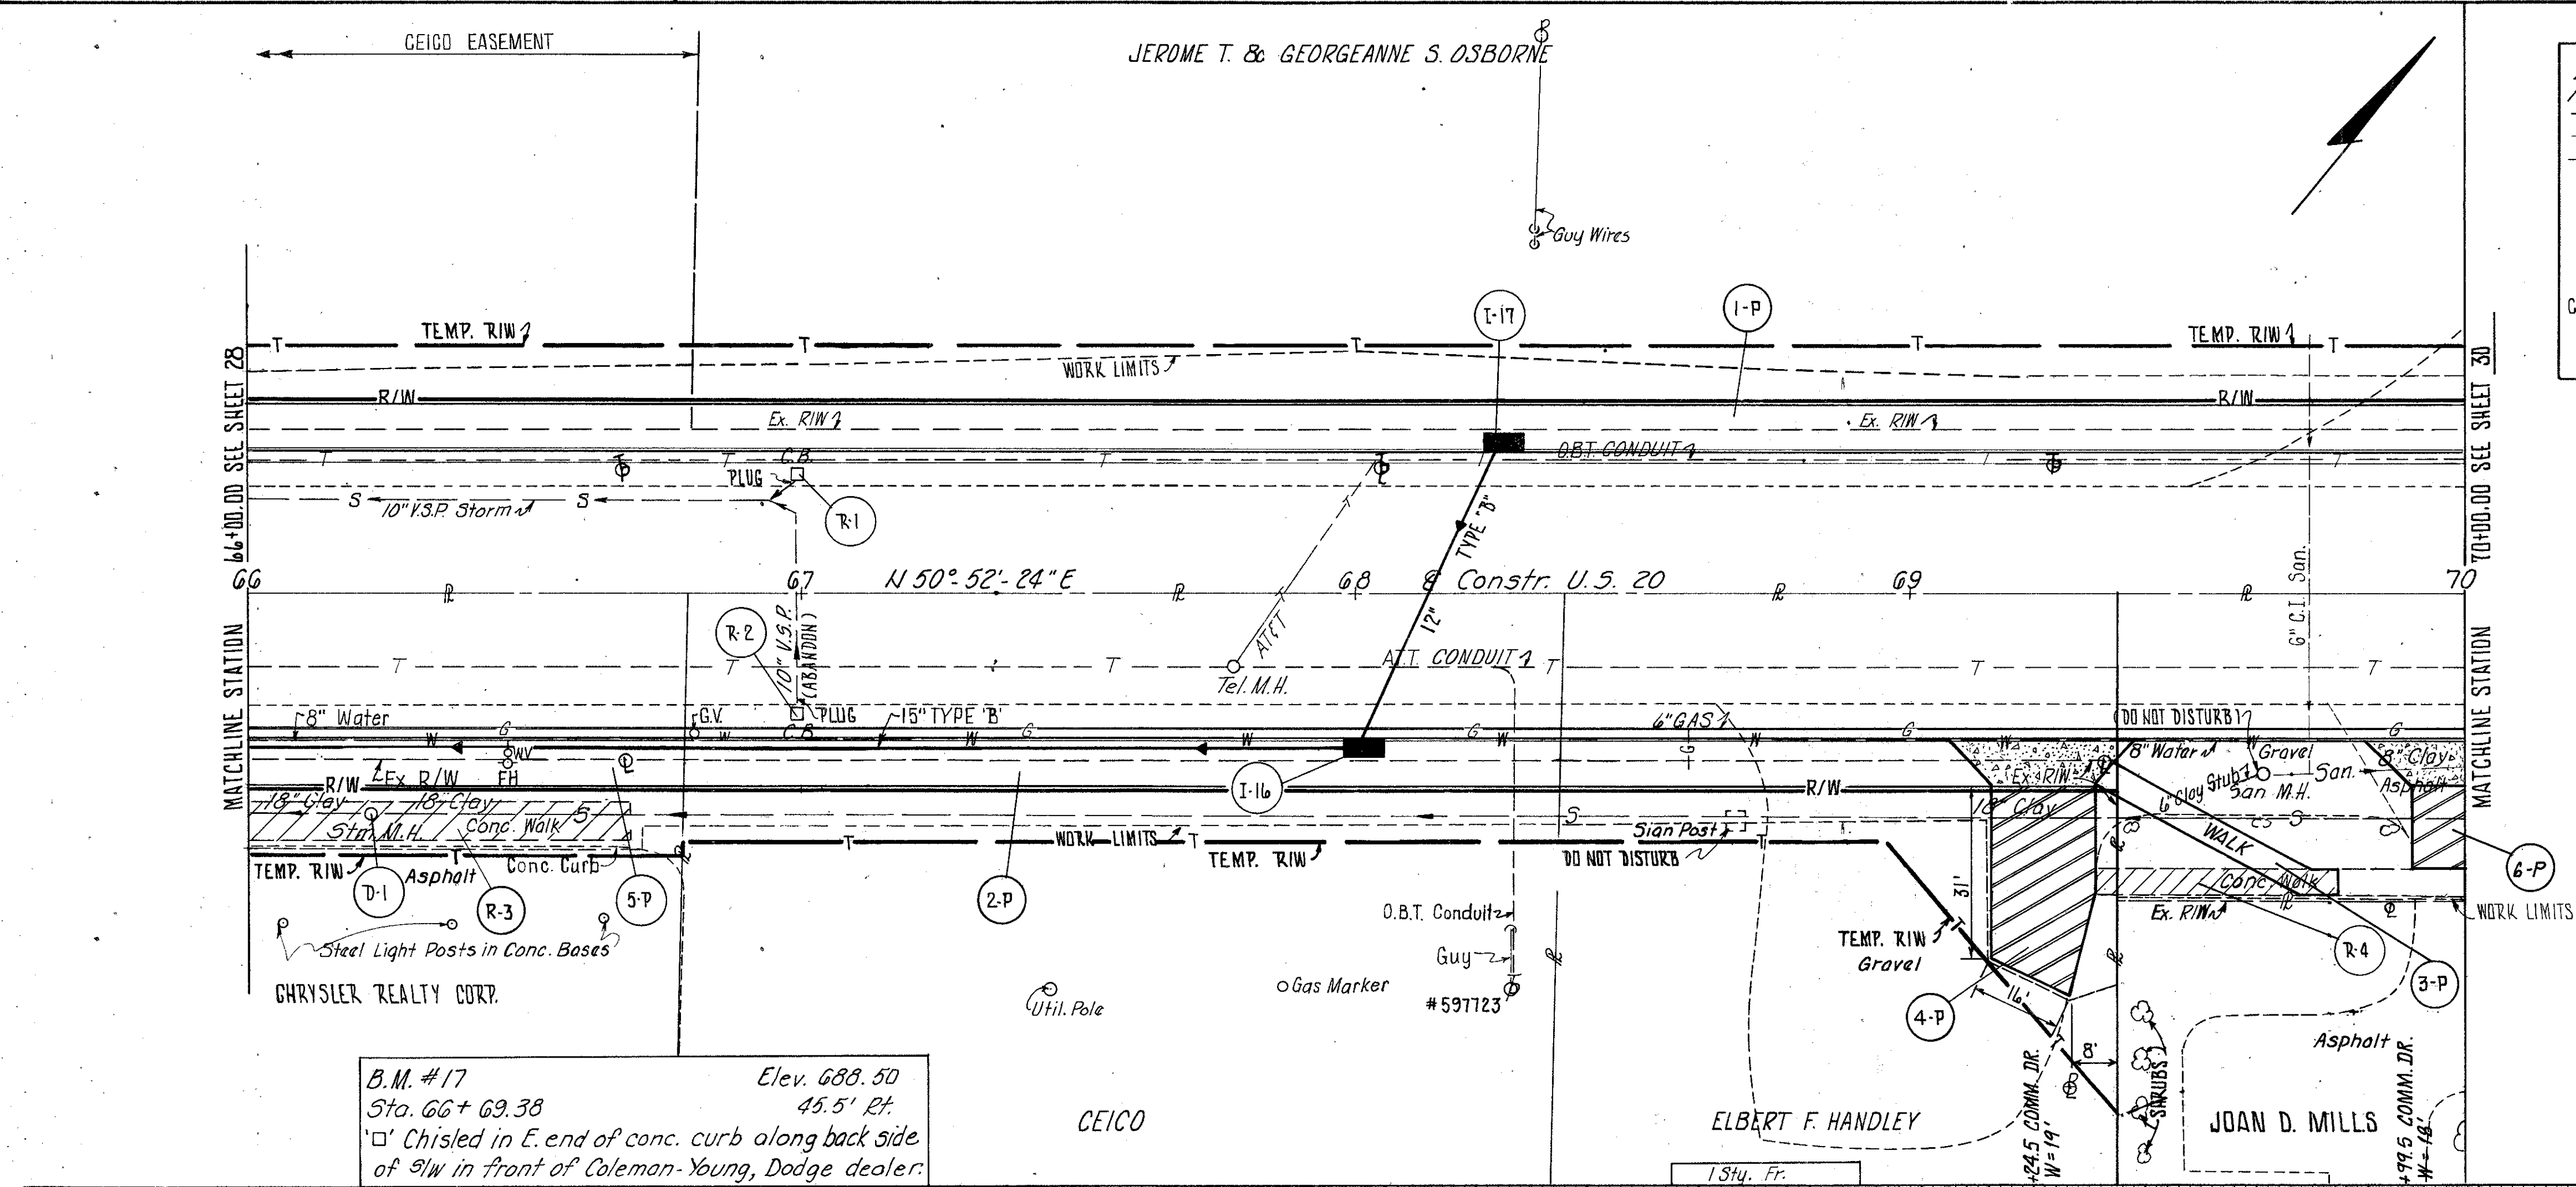 CEICO EASEMENT
JEROME T. & GEORGEANNE S. OSBORNE
Guy Wires
I-17
1-P
T TEMP. R/W T T T TEMP. R/W T
WORK LIMITS
R/W R/W
Ex. R/W Ex. R/W
MATCHLINE STATION 66+00.00 SEE SHEET 28
MATCHLINE STATION 70+00.00 SEE SHEET 30
O.B.T. CONDUIT
T T C.B. T T T
PLUG
S 10" V.S.P. Storm S
R-1
TYPE "B"
12"
66 67 N 50°-52'-24" E 68 ℄ Constr. U.S. 20 69 70
6" C.I. San.
R-2
10" V.S.P.
(ABANDON)
AT&T
T T T A.T.T. CONDUIT T T T
Tel. M.H.
8" Water G.V. PLUG 15" TYPE 'B' 6" GAS DO NOT DISTURB
C.B.
G G G G G
W W W W W W W W
WV
FH
Ex R/W
8" Water Gravel 8" Clay
Ex. R/W
6" Clay Stub San. Asphalt
San M.H.
R/W I-16 R/W
18" Clay 18" Clay S S 18" Clay
Stm. M.H. Conc. Walk
Sign Post
WORK LIMITS
TEMP. R/W T Conc. Curb T T TEMP. R/W T
DO NOT DISTURB
Asphalt
WALK
D-1
R-3
5-P
2-P
31'
Conc. Walk
6-P
Ex. R/W
WORK LIMITS
Steel Light Posts in Conc. Bases
O.B.T. Conduit
Guy
TEMP. R/W
Gravel
R-4
3-P
CHRYSLER REALTY CORP.
Util. Pole
Gas Marker
#597723
4-P
16'
8'
Asphalt
(SHRUBS)
+24.5 COMM. DR.
W=19'
+99.5 COMM. DR.
W=18'
B.M. #17 Elev. 688.50
Sta. 66+69.38 45.5' Rt.
'□' Chisled in E. end of conc. curb along back side
of S/W in front of Coleman-Young, Dodge dealer.
CEICO
ELBERT F. HANDLEY
JOAN D. MILLS
1 Sty. Fr.